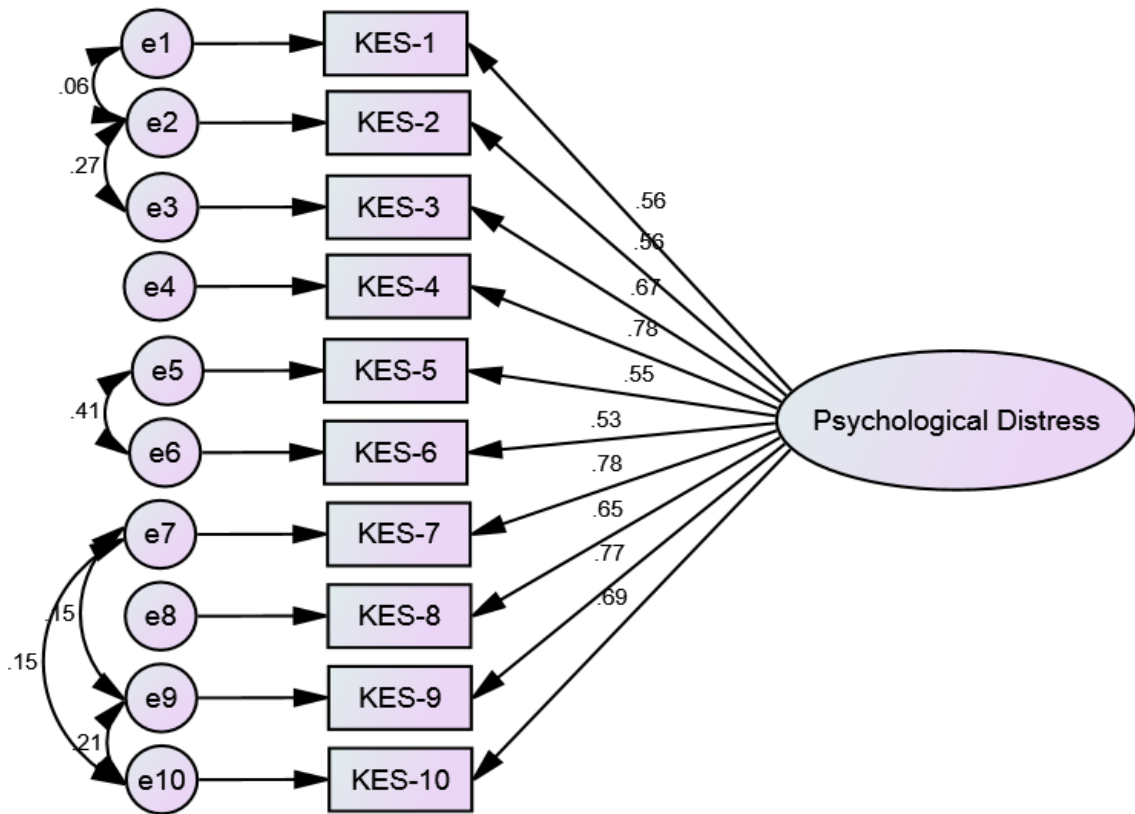 e1
KES-1
.06
e2
KES-2
.27
e3
KES-3
.56
.56
e4
KES-4
.67
.78
e5
KES-5
.55
.41
Psychological Distress
e6
KES-6
.53
.78
e7
KES-7
.65
.77
e8
KES-8
.69
.15
.15
e9
KES-9
.21
e10
KES-10